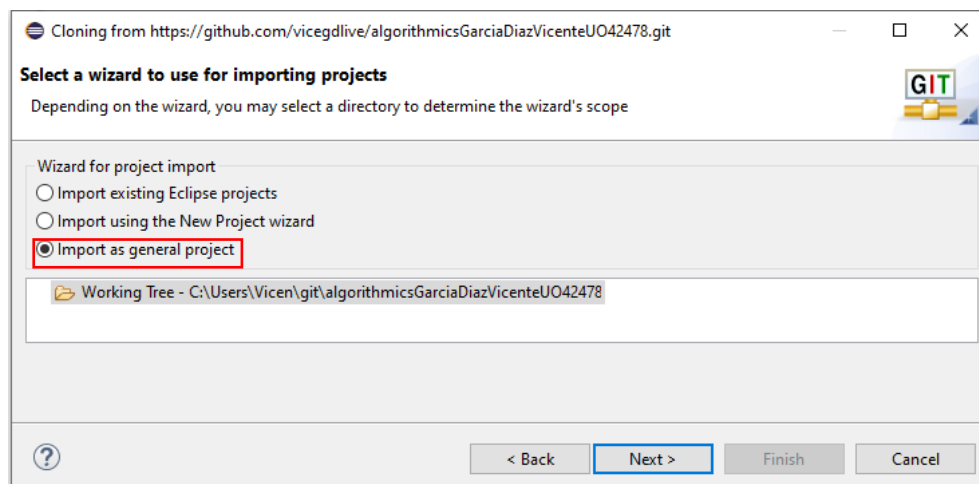 Cloning from https://github.com/vicegdlive/algorithmicsGarciaDiazVicenteUO42478.git
Select a wizard to use for importing projects
Depending on the wizard, you may select a directory to determine the wizard's scope
GIT
Wizard for project import
Import existing Eclipse projects
Import using the New Project wizard
Import as general project
Working Tree - C:\Users\Vicen\git\algorithmicsGarciaDiazVicenteUO42478
?
< Back
Next >
Finish
Cancel